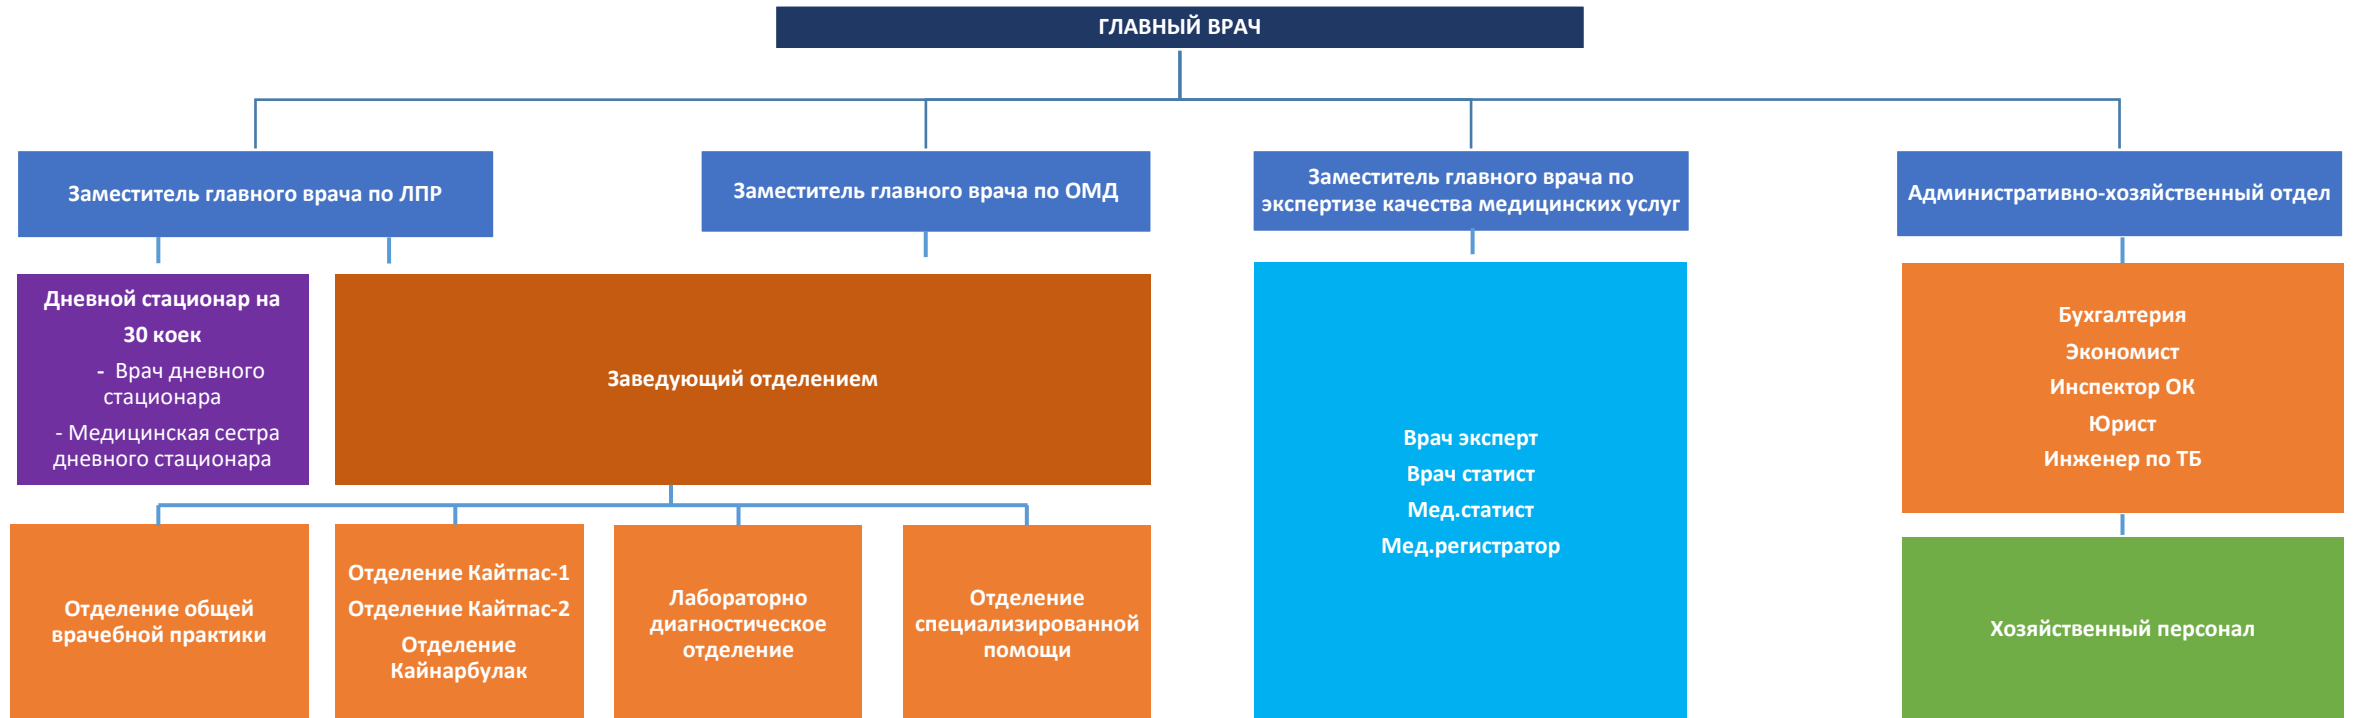 ГЛАВНЫЙ ВРАЧ
Заместитель главного врача по ЛПР
Заместитель главного врача по ОМД
Заместитель главного врача по
экспертизе качества медицинских услуг
Административно-хозяйственный отдел
Дневной стационар на
30 коек
- Врач дневного
стационара
- Медицинская сестра
дневного стационара
Заведующий отделением
Врач эксперт
Врач статист
Мед.статист
Мед.регистратор
Бухгалтерия
Экономист
Инспектор ОК
Юрист
Инженер по ТБ
Отделение общей
врачебной практики
Отделение Кайтпас-1
Отделение Кайтпас-2
Отделение
Кайнарбулак
Лабораторно
диагностическое
отделение
Отделение
специализированной
помощи
Хозяйственный персонал